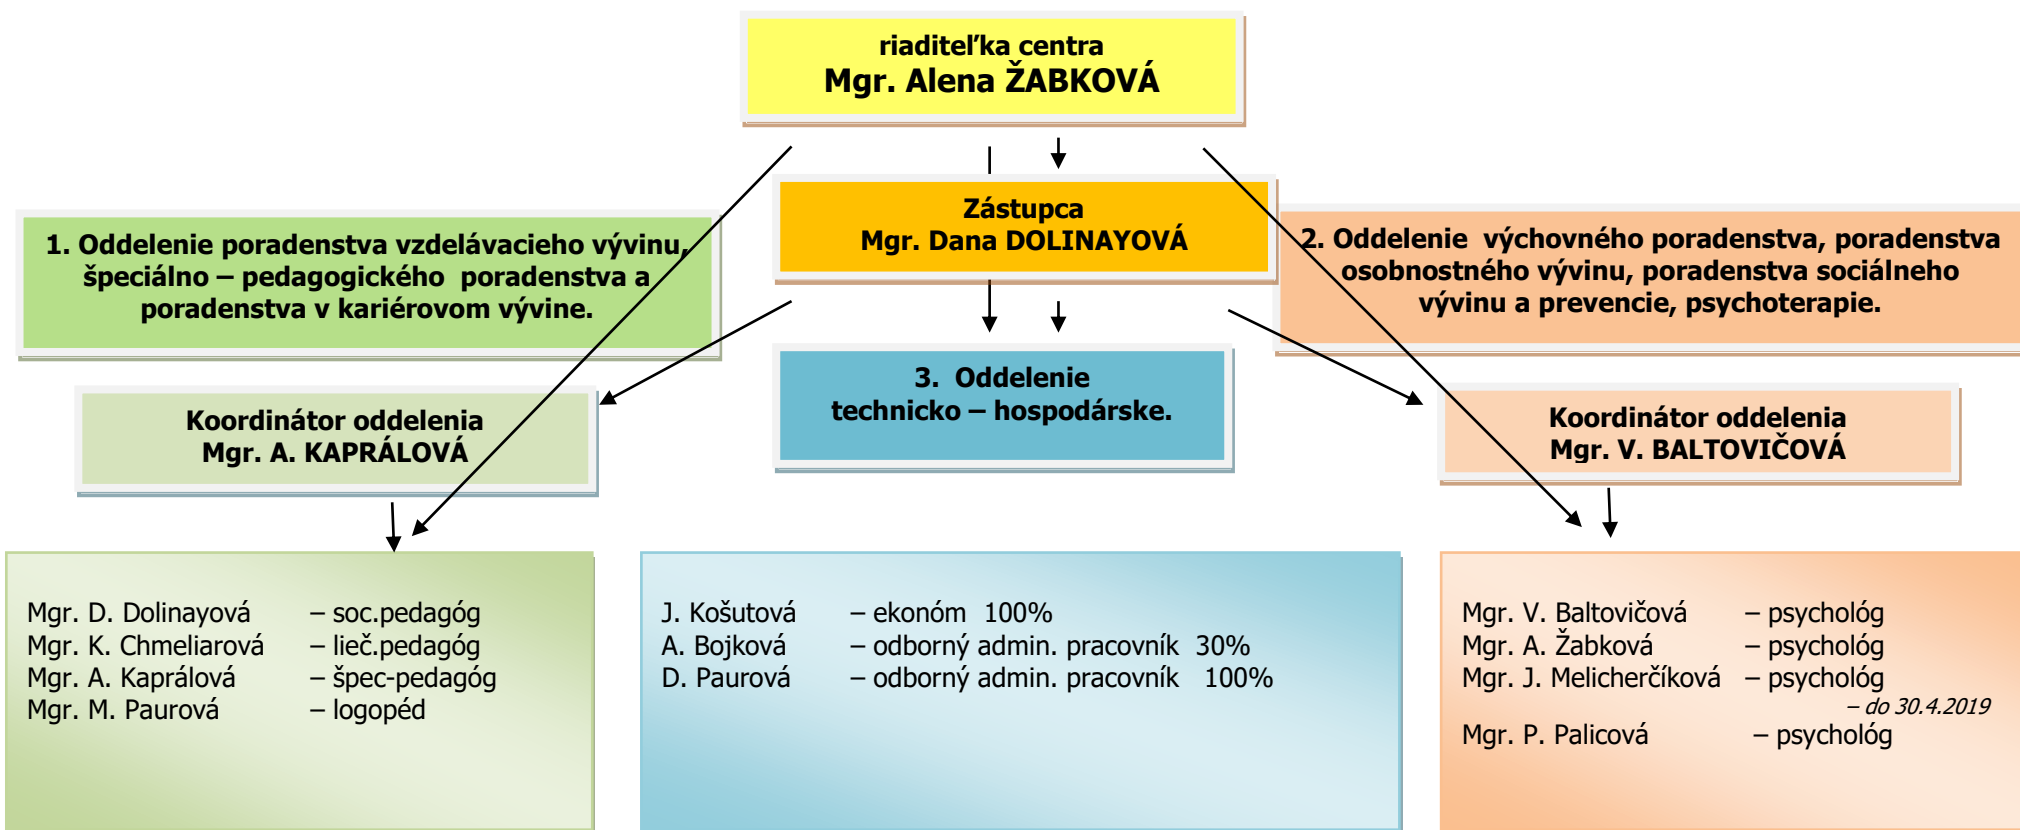 riaditeľka centra
Mgr. Alena ŽABKOVÁ
Zástupca
Mgr. Dana DOLINAYOVÁ
1. Oddelenie poradenstva vzdelávacieho vývinu,
špeciálno – pedagogického poradenstva a
poradenstva v kariérovom vývine.
2. Oddelenie výchovného poradenstva, poradenstva
osobnostného vývinu, poradenstva sociálneho
vývinu a prevencie, psychoterapie.
3. Oddelenie
technicko – hospodárske.
Koordinátor oddelenia
Mgr. A. KAPRÁLOVÁ
Koordinátor oddelenia
Mgr. V. BALTOVIČOVÁ
Mgr. D. Dolinayová – soc.pedagóg
Mgr. K. Chmeliarová – lieč.pedagóg
Mgr. A. Kaprálová – špec-pedagóg
Mgr. M. Paurová – logopéd
J. Košutová – ekonóm 100%
A. Bojková – odborný admin. pracovník 30%
D. Paurová – odborný admin. pracovník 100%
Mgr. V. Baltovičová – psychológ
Mgr. A. Žabková – psychológ
Mgr. J. Melicherčíková – psychológ
– do 30.4.2019
Mgr. P. Palicová – psychológ